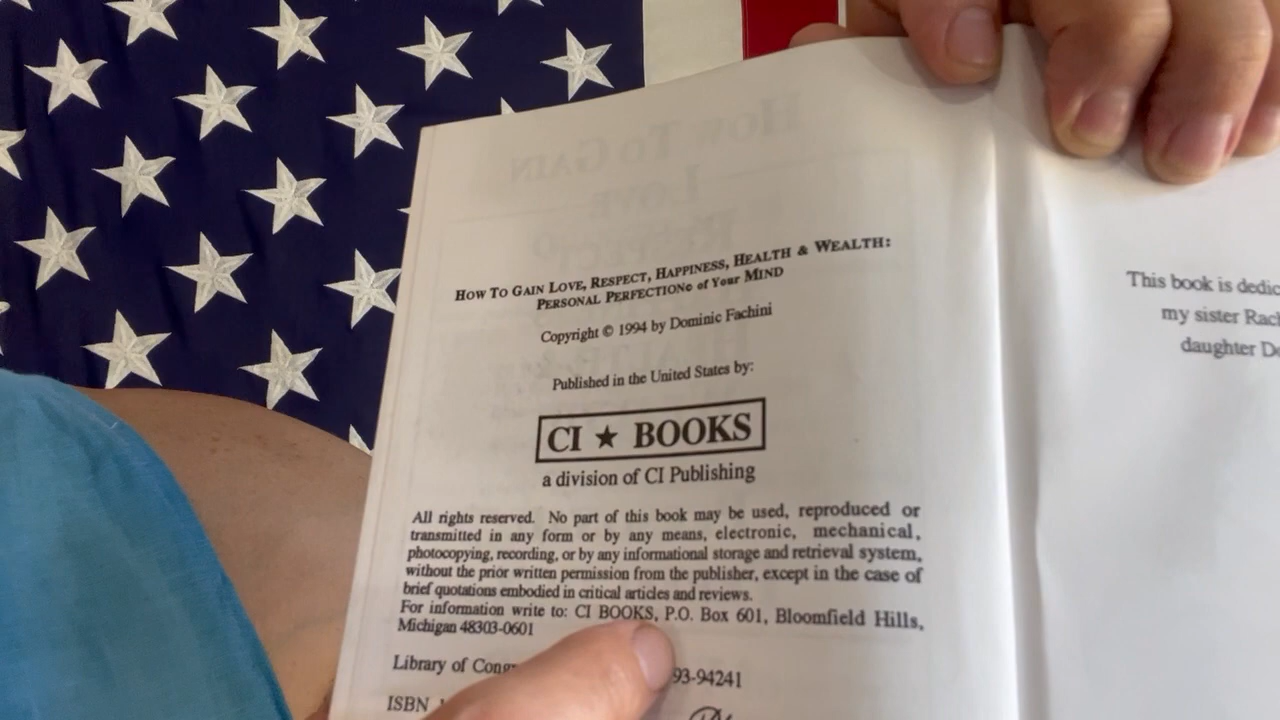 HOW TO GAIN LOVE, RESPECT, HAPPINESS, HEALTH & WEALTH:
PERSONAL PERFECTION© of Your MIND
Copyright © 1994 by Dominic Fachini
Published in the United States by:
CI ★ BOOKS
a division of CI Publishing
All rights reserved. No part of this book may be used, reproduced or
transmitted in any form or by any means, electronic, mechanical,
photocopying, recording, or by any informational storage and retrieval system,
without the prior written permission from the publisher, except in the case of
brief quotations embodied in critical articles and reviews.
For information write to: CI BOOKS, P.O. Box 601, Bloomfield Hills,
Michigan 48303-0601
Library of 93-94241
ISBN
This book is
my sister
daughter